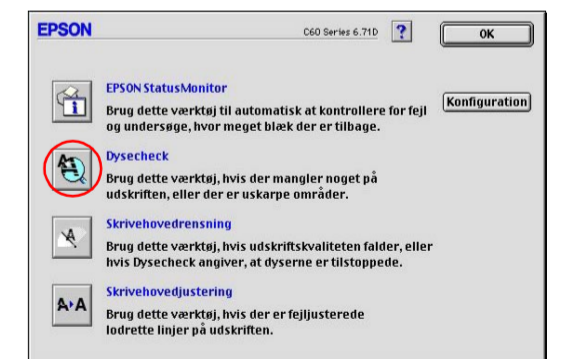 EPSON
C60 Series 6.71D
?
OK
EPSON StatusMonitor
Brug dette værktøj til automatisk at kontrollere for fejl
og undersøge, hvor meget blæk der er tilbage.
Konfiguration
Dysecheck
Brug dette værktøj, hvis der mangler noget på
udskriften, eller der er uskarpe områder.
Skrivehovedrensning
Brug dette værktøj, hvis udskriftskvaliteten falder, eller
hvis Dysecheck angiver, at dyserne er tilstoppede.
Skrivehovedjustering
Brug dette værktøj, hvis der er fejljusterede
lodrette linjer på udskriften.